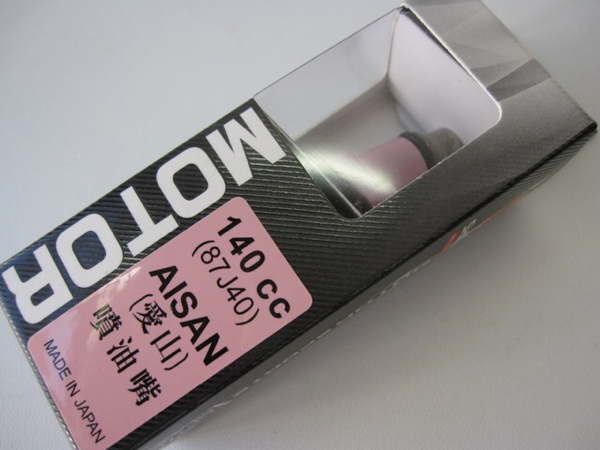 MOTOR
140 cc
(87J40)
AISAN
(愛山)
噴油嘴
MADE IN JAPAN